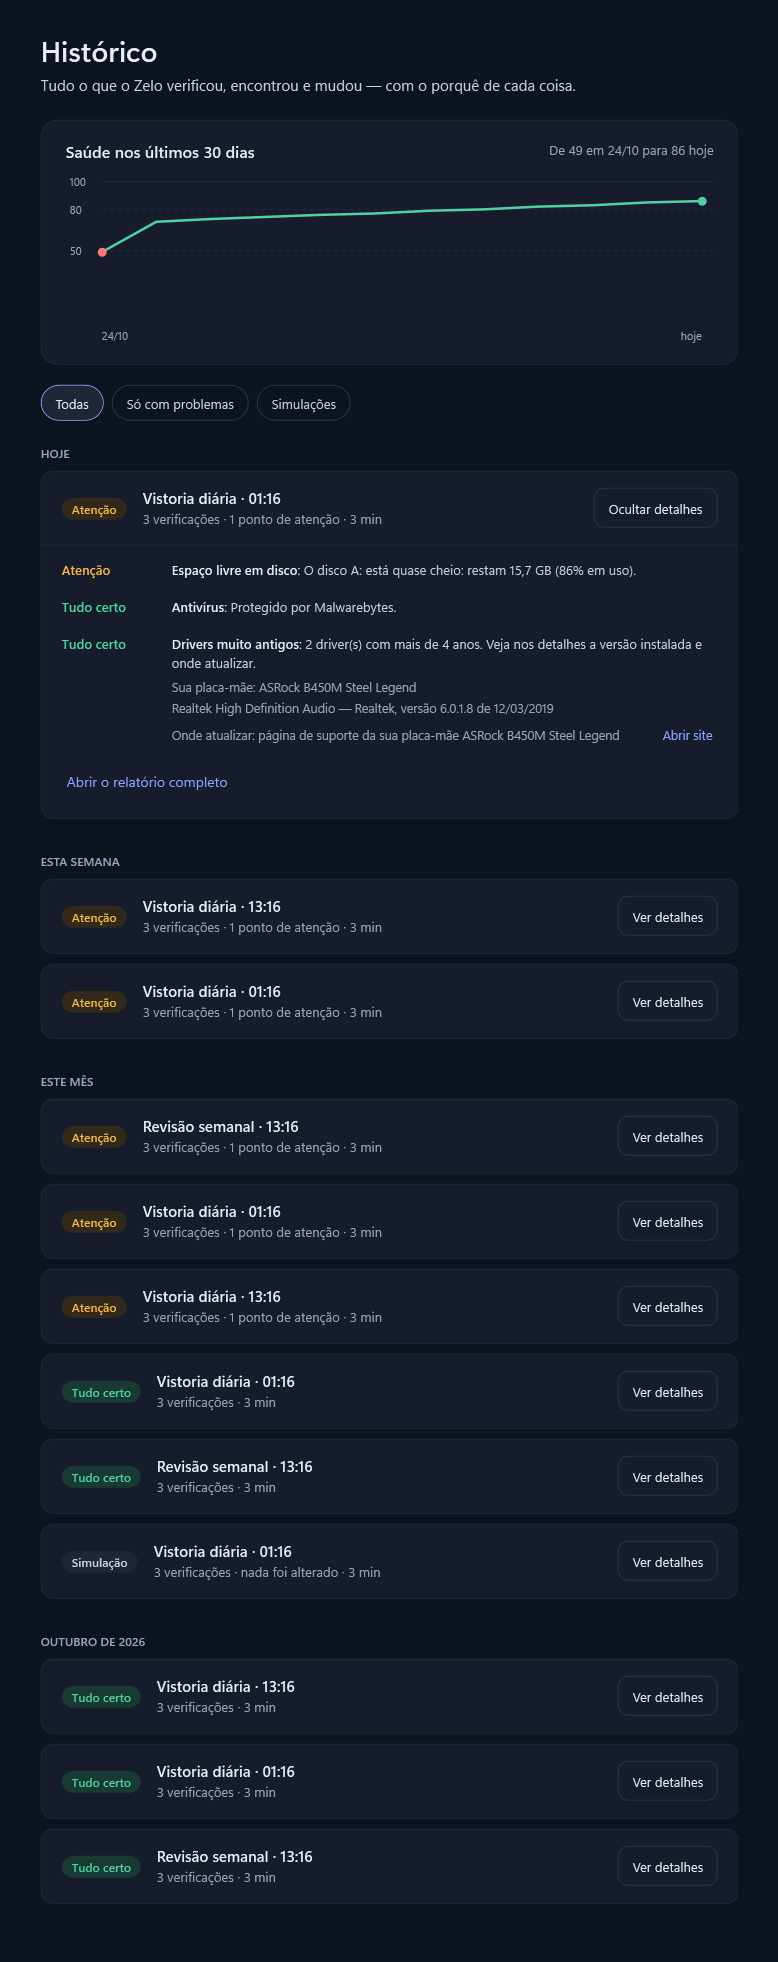 Histórico
Tudo o que o Zelo verificou, encontrou e mudou — com o porquê de cada coisa.
Saúde nos últimos 30 dias
De 49 em 24/10 para 86 hoje
100
80
50
24/10
hoje
Todas
Só com problemas
Simulações
HOJE
Atenção
Vistoria diária · 01:16
3 verificações · 1 ponto de atenção · 3 min
Ocultar detalhes
Atenção
Espaço livre em disco: O disco A: está quase cheio: restam 15,7 GB (86% em uso).
Tudo certo
Antivírus: Protegido por Malwarebytes.
Tudo certo
Drivers muito antigos: 2 driver(s) com mais de 4 anos. Veja nos detalhes a versão instalada e
onde atualizar.
Sua placa-mãe: ASRock B450M Steel Legend
Realtek High Definition Audio — Realtek, versão 6.0.1.8 de 12/03/2019
Onde atualizar: página de suporte da sua placa-mãe ASRock B450M Steel Legend
Abrir site
Abrir o relatório completo
ESTA SEMANA
Atenção
Vistoria diária · 13:16
3 verificações · 1 ponto de atenção · 3 min
Ver detalhes
Atenção
Vistoria diária · 01:16
3 verificações · 1 ponto de atenção · 3 min
Ver detalhes
ESTE MÊS
Atenção
Revisão semanal · 13:16
3 verificações · 1 ponto de atenção · 3 min
Ver detalhes
Atenção
Vistoria diária · 01:16
3 verificações · 1 ponto de atenção · 3 min
Ver detalhes
Atenção
Vistoria diária · 13:16
3 verificações · 1 ponto de atenção · 3 min
Ver detalhes
Tudo certo
Vistoria diária · 01:16
3 verificações · 3 min
Ver detalhes
Tudo certo
Revisão semanal · 13:16
3 verificações · 3 min
Ver detalhes
Simulação
Vistoria diária · 01:16
3 verificações · nada foi alterado · 3 min
Ver detalhes
OUTUBRO DE 2026
Tudo certo
Vistoria diária · 13:16
3 verificações · 3 min
Ver detalhes
Tudo certo
Vistoria diária · 01:16
3 verificações · 3 min
Ver detalhes
Tudo certo
Revisão semanal · 13:16
3 verificações · 3 min
Ver detalhes